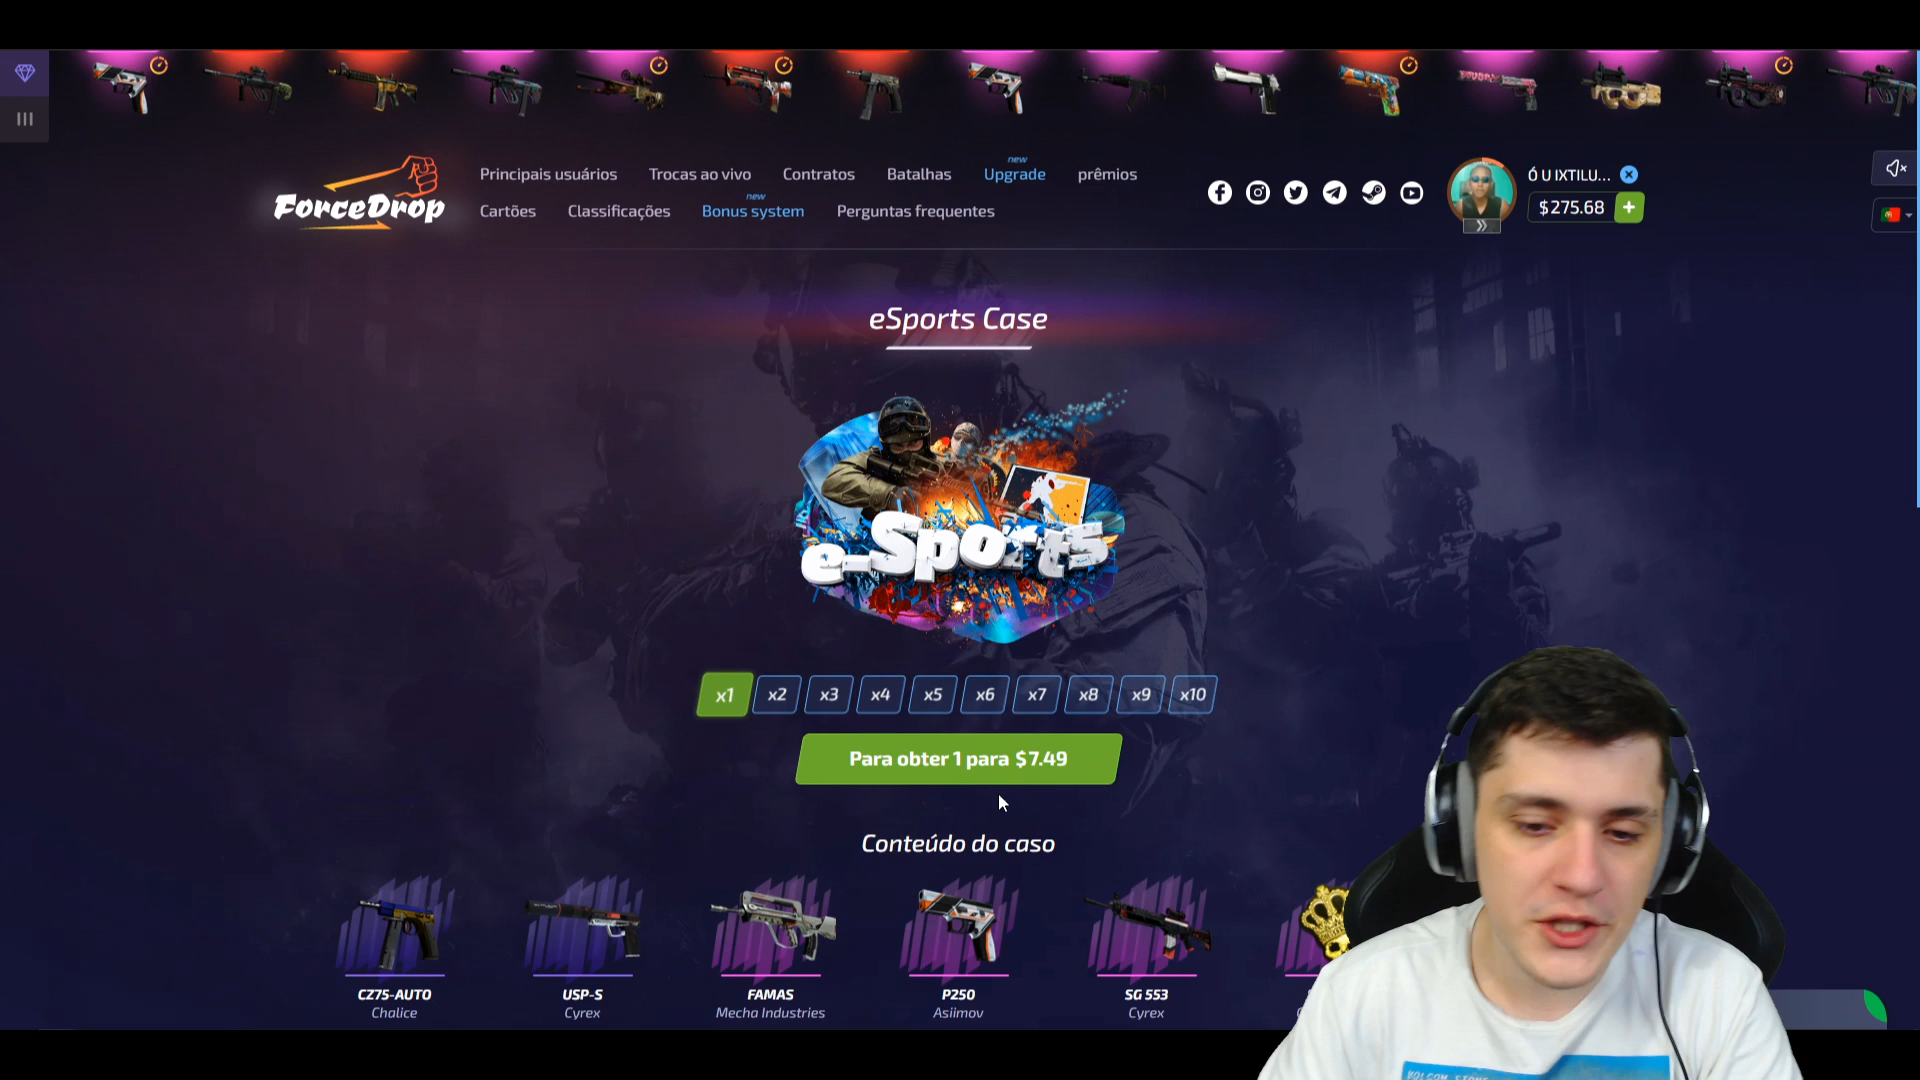 ForceDrop
Principais usuários
Trocas ao vivo
Contratos
Batalhas
new
Upgrade
prêmios
Cartões
Classificações
new
Bonus system
Perguntas frequentes
Ó U IXTILU...
$275.68
+
eSports Case
e-Sports
x1
x2
x3
x4
x5
x6
x7
x8
x9
x10
Para obter 1 para $7.49
Conteúdo do caso
CZ75-AUTO
Chalice
USP-S
Cyrex
FAMAS
Mecha Industries
P250
Asiimov
SG 553
Cyrex